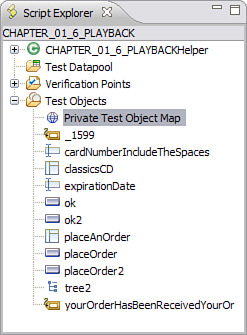 Script Explorer
CHAPTER_01_6_PLAYBACK
CHAPTER_01_6_PLAYBACKHelper
Test Datapool
Verification Points
Test Objects
Private Test Object Map
_1599
cardNumberIncludeTheSpaces
classicsCD
expirationDate
ok
ok2
placeAnOrder
placeOrder
placeOrder2
tree2
yourOrderHasBeenReceivedYourOr